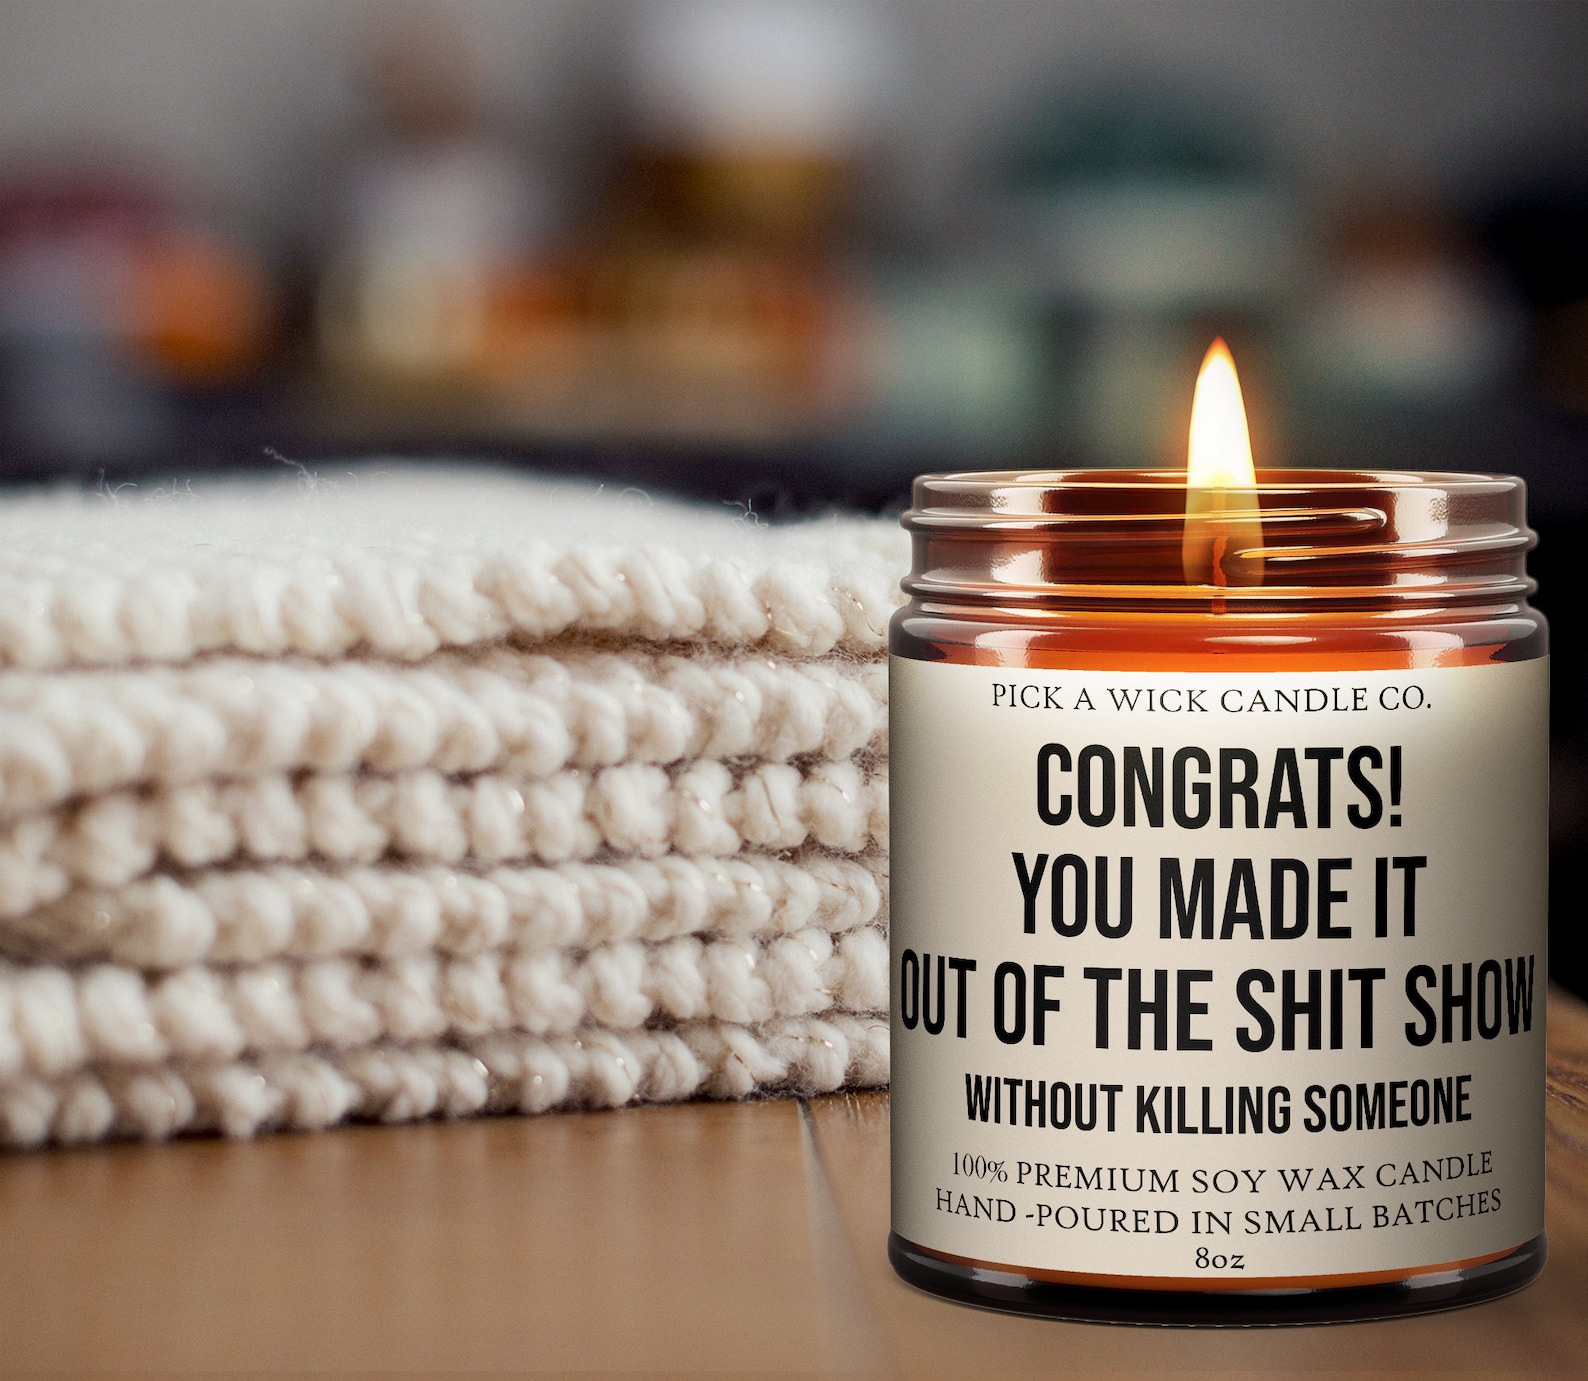 PICK A WICK CANDLE CO.
CONGRATS!
YOU MADE IT
OUT OF THE SHIT SHOW
WITHOUT KILLING SOMEONE
100% PREMIUM SOY WAX CANDLE
HAND -POURED IN SMALL BATCHES
8oz